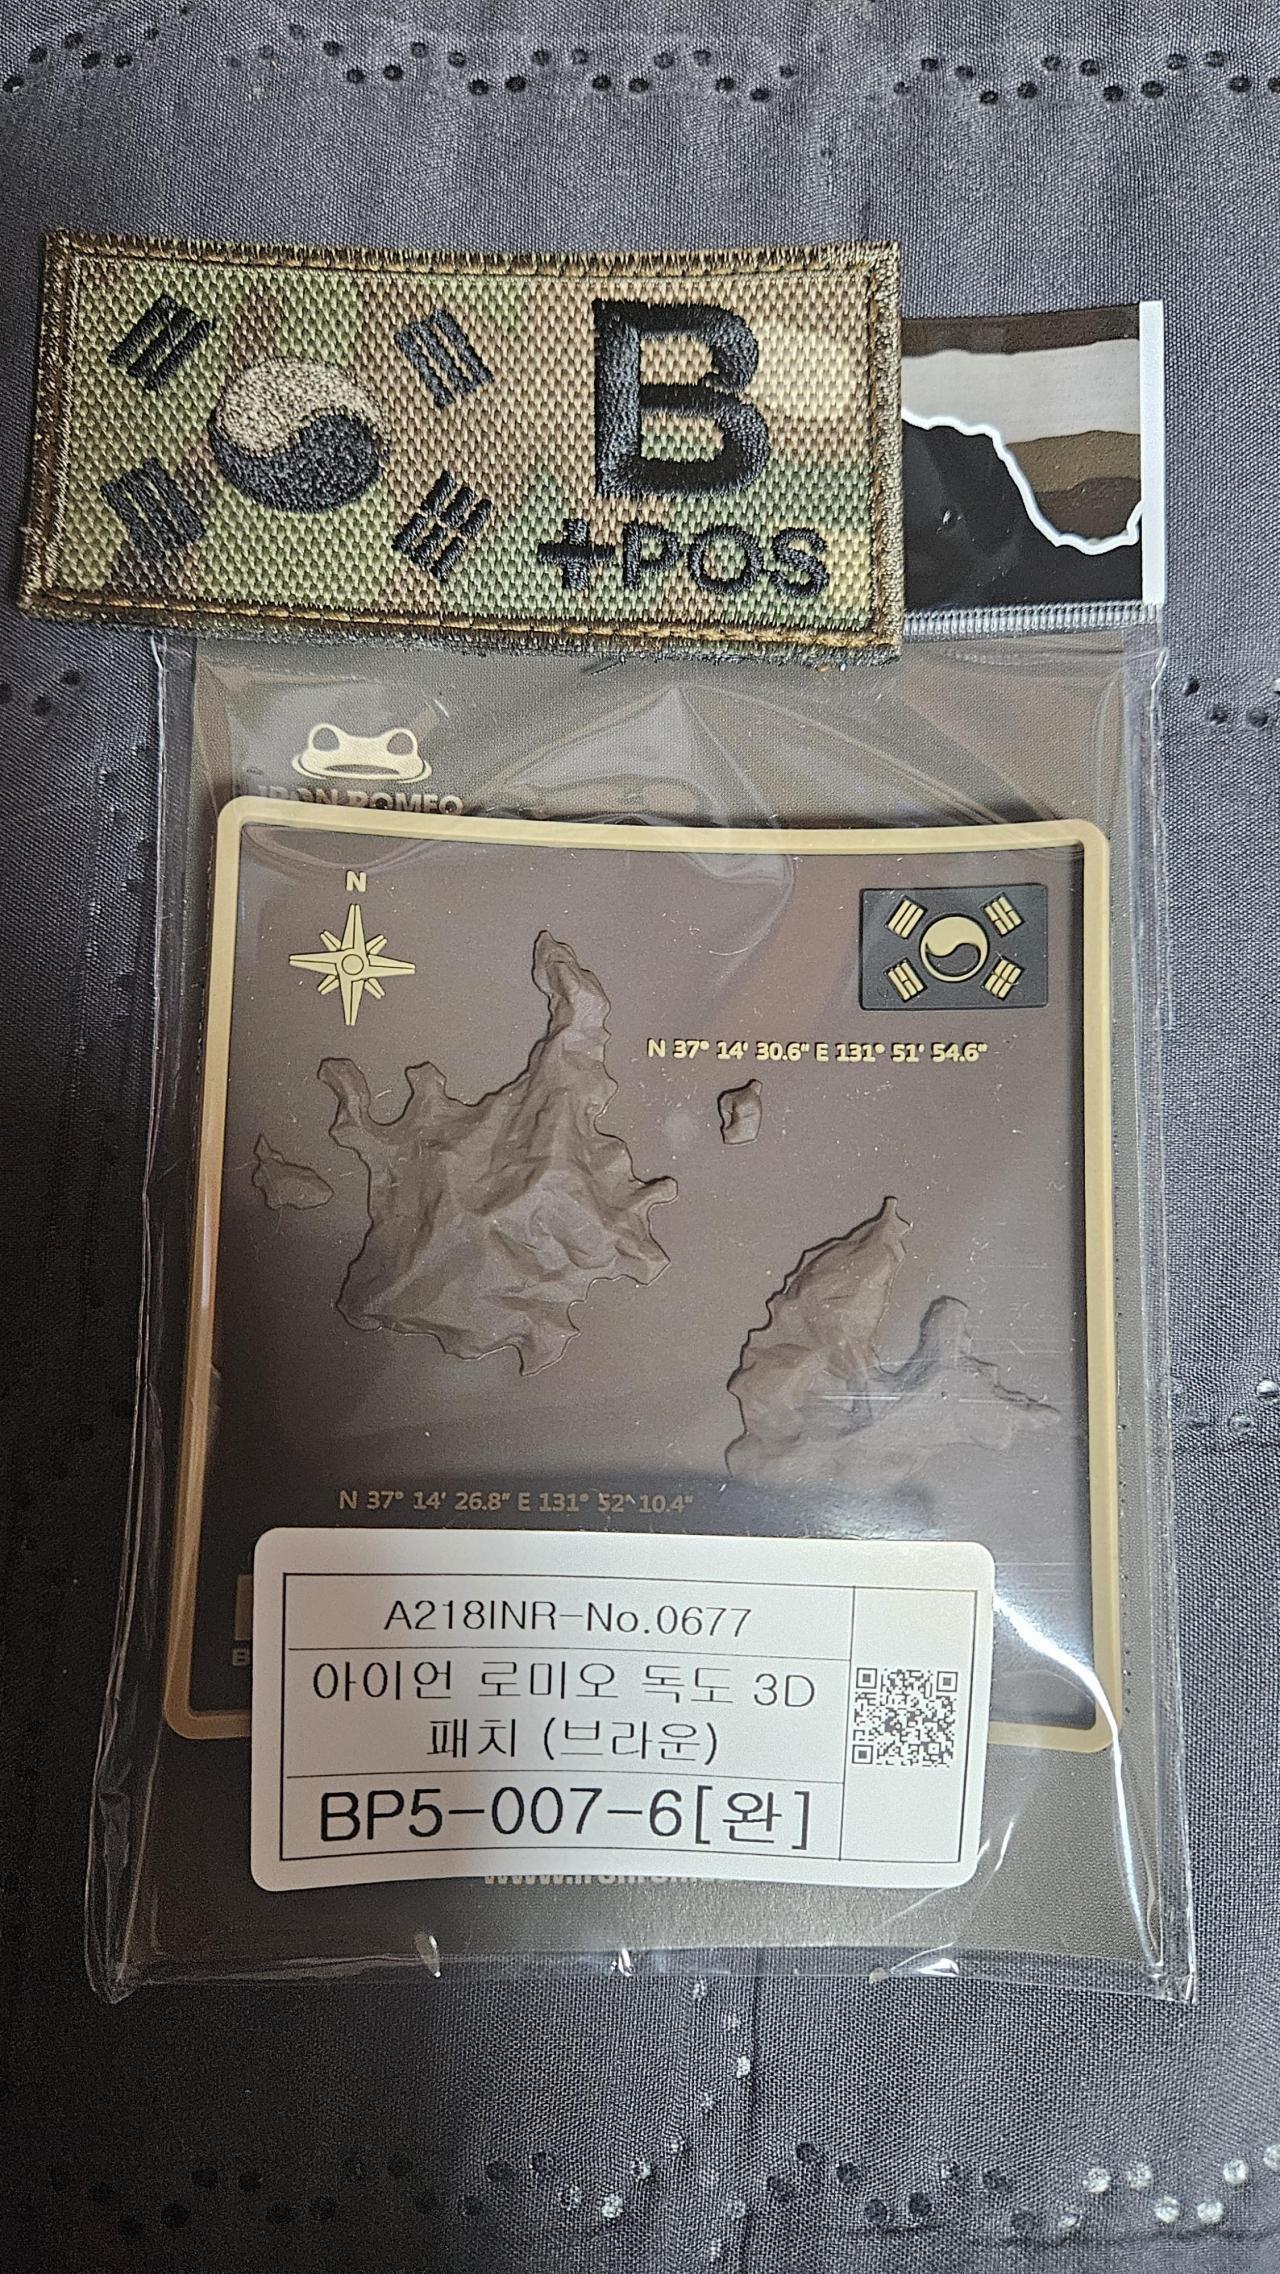 B
+POS
IRON ROMEO
N
N 37° 14' 30.6" E 131° 51' 54.6"
N 37° 14' 26.8" E 131° 52' 10.4"
B
A218INR-No.0677
아이언 로미오 독도 3D
패치 (브라운)
BP5-007-6[완]